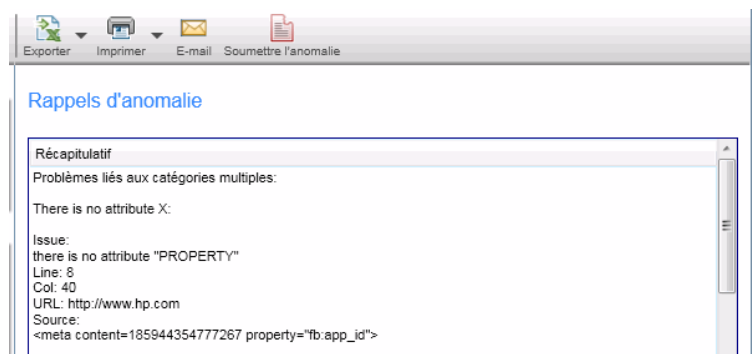 Exporter Imprimer E-mail Soumettre l'anomalie
Rappels d'anomalie
Récapitulatif
Problèmes liés aux catégories multiples:
There is no attribute X:
Issue:
there is no attribute "PROPERTY"
Line: 8
Col: 40
URL: http://www.hp.com
Source:
<meta content=185944354777267 property="fb:app_id">